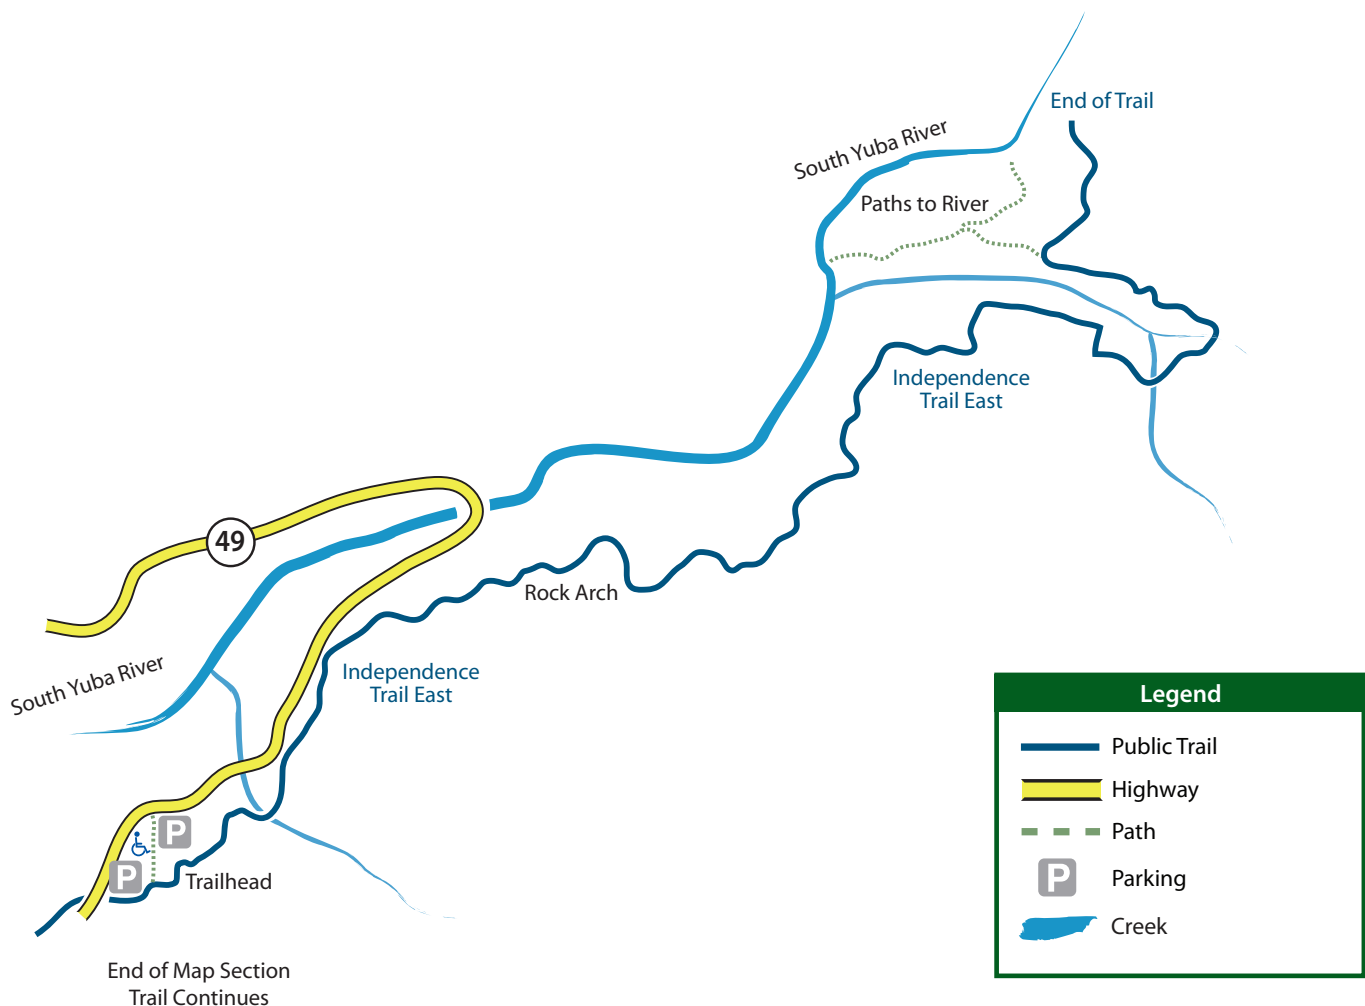 End of Trail
South Yuba River
Paths to River
Independence
Trail East
49
Rock Arch
South Yuba River
Independence
Trail East
P
P
Trailhead
End of Map Section
Trail Continues
Legend
Public Trail
Highway
Path
P
Parking
Creek